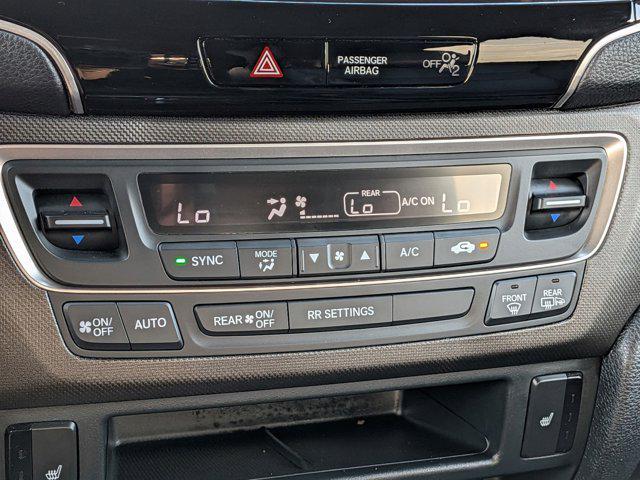 PASSENGER
AIRBAG
OFF 2
REAR
Lo Lo A/C ON Lo
SYNC MODE A/C
ON/
OFF
AUTO
REAR ON/
OFF
RR SETTINGS
FRONT REAR